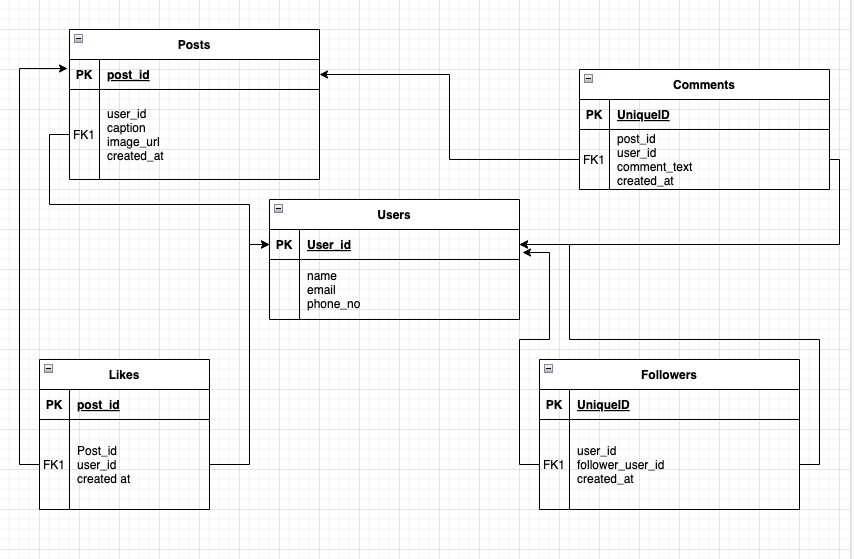 Posts
PK post_id
FK1
user_id
caption
image_url
created_at
Comments
PK UniqueID
FK1
post_id
user_id
comment_text
created_at
Users
PK User_id
name
email
phone_no
Likes
PK post_id
FK1
Post_id
user_id
created at
Followers
PK UniqueID
FK1
user_id
follower_user_id
created_at